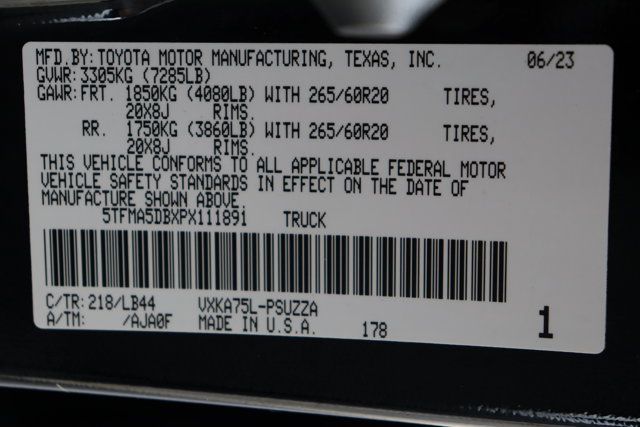 MFD.BY: TOYOTA MOTOR MANUFACTURING, TEXAS, INC. 06/23
GVWR: 3305KG (7285LB)
GAWR: FRT. 1850KG (4080LB) WITH 265/60R20 TIRES,
20X8J RIMS.
RR. 1750KG (3860LB) WITH 265/60R20 TIRES,
20X8J RIMS.
THIS VEHICLE CONFORMS TO ALL APPLICABLE FEDERAL MOTOR
VEHICLE SAFETY STANDARDS IN EFFECT ON THE DATE OF
MANUFACTURE SHOWN ABOVE.
5TFMA5DBXPX111891 TRUCK
C/TR: 218/LB44 VXKA75L-PSUZZA
A/TM: /AJA0F MADE IN U.S.A. 178 1